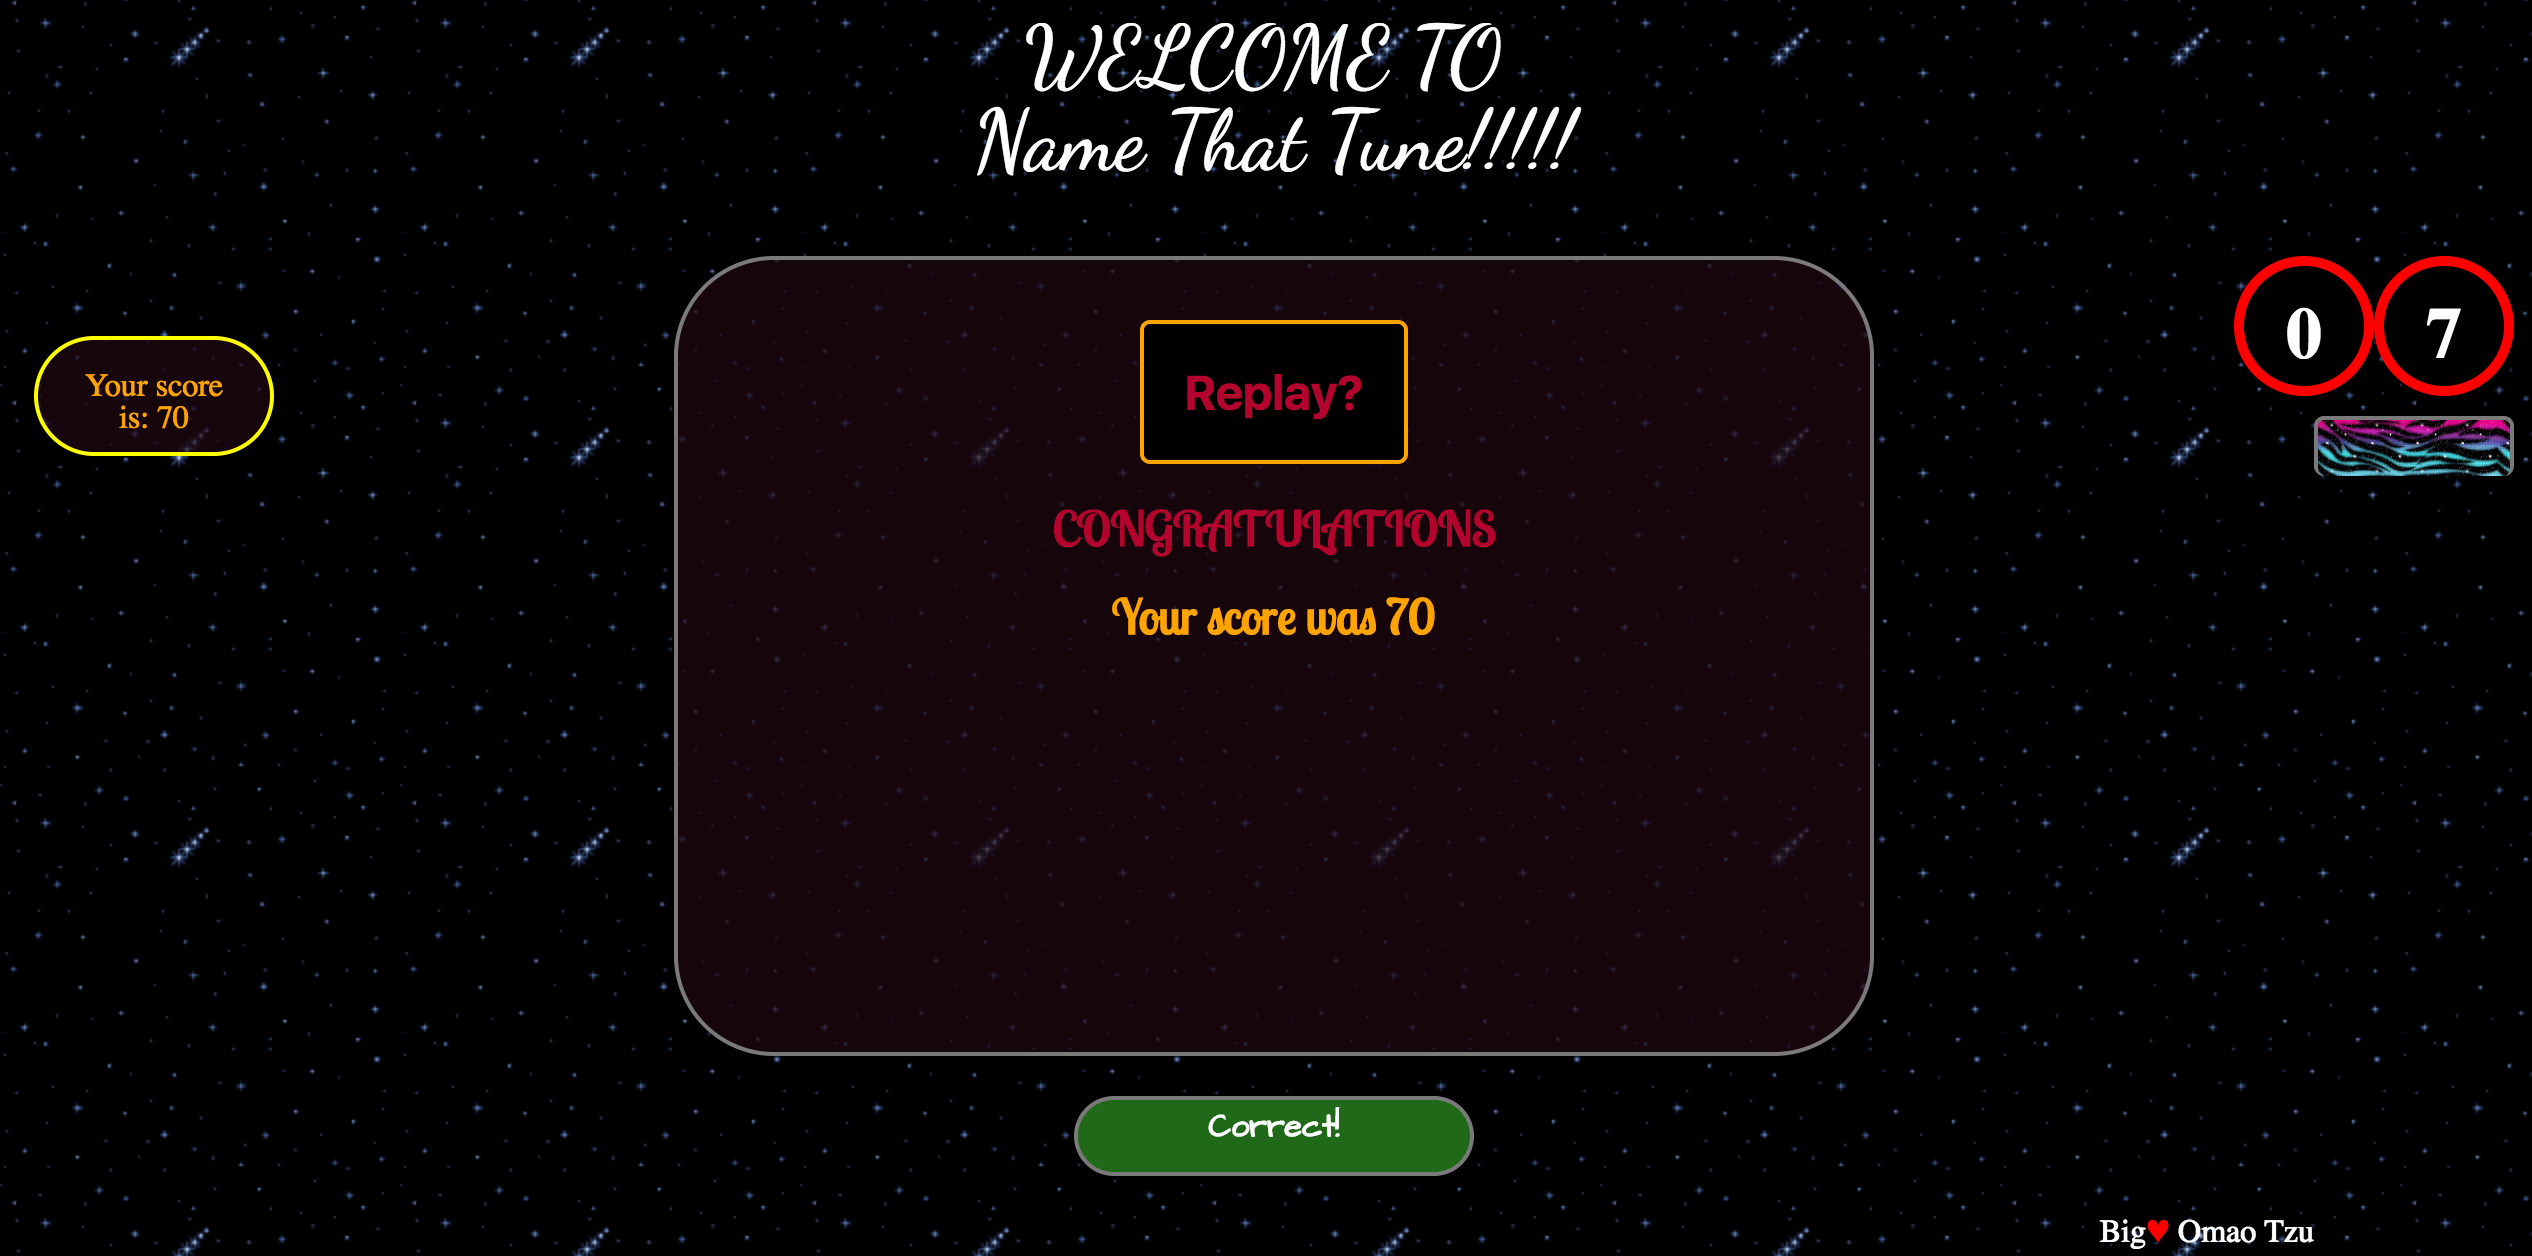 WELCOME TO
Name That Tune!!!!!
Your score
is: 70
Replay?
CONGRATULATIONS
Your score was 70
0 7
Correct!
Big♥ Omao Tzu